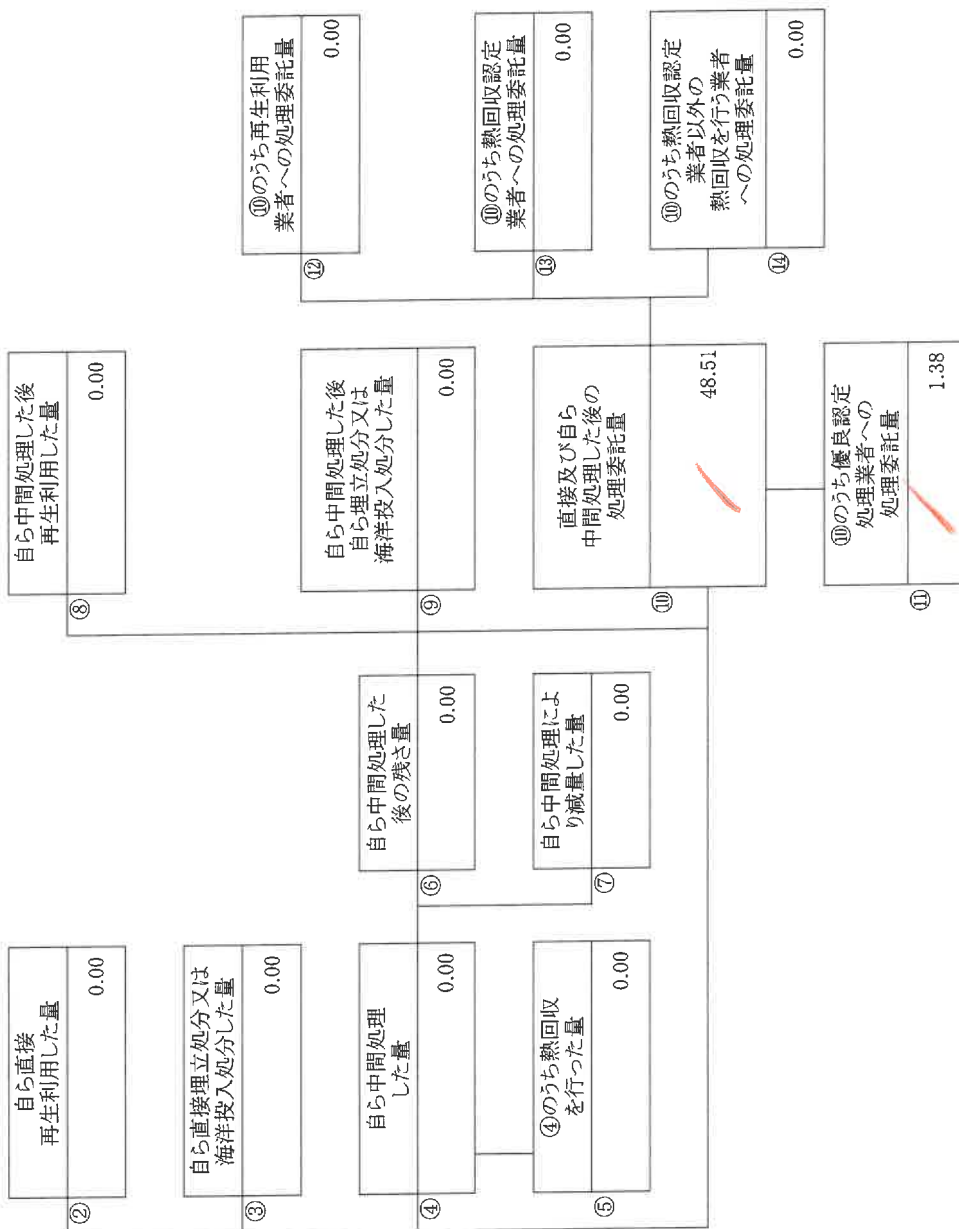 ②
自ら直接
再生利用した量
0.00
③
自ら直接埋立処分又は
海洋投入処分した量
0.00
④
自ら中間処理
した量
0.00
⑤
④のうち熱回収
を行った量
0.00
⑥
自ら中間処理した
後の残さ量
0.00
⑦
自ら中間処理によ
り減量した量
0.00
⑧
自ら中間処理した後
再生利用した量
0.00
⑨
自ら中間処理した後
自ら埋立処分又は
海洋投入処分した量
0.00
⑩
直接及び自ら
中間処理した後の
処理委託量
48.51
⑪
⑩のうち優良認定
処理業者への
処理委託量
1.38
⑫
⑩のうち再生利用
業者への処理委託量
0.00
⑬
⑩のうち熱回収認定
業者への処理委託量
0.00
⑭
⑩のうち熱回収認定
業者以外の
熱回収を行う業者
への処理委託量
0.00